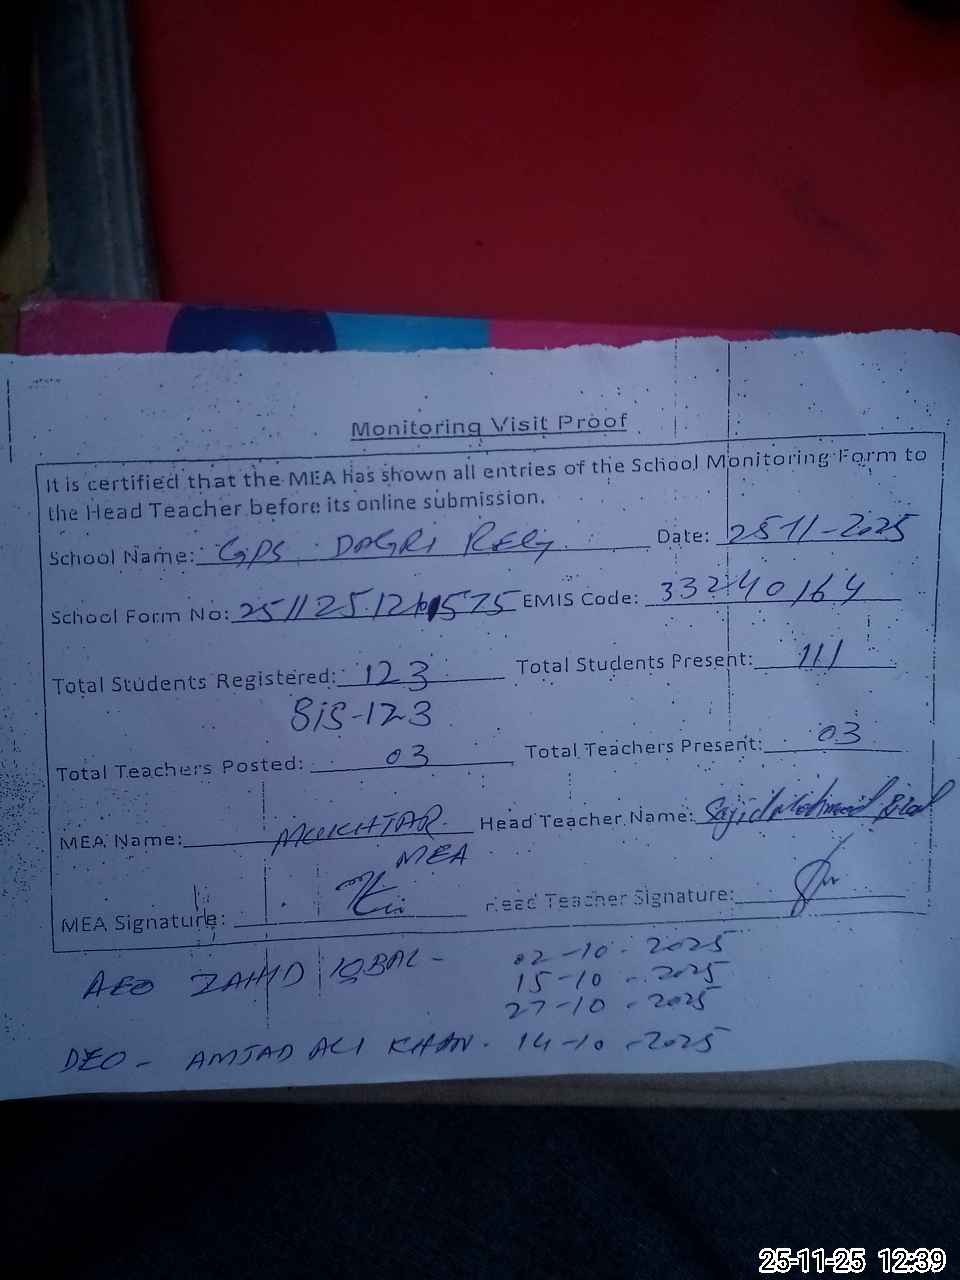 Monitoring Visit Proof
It is certified that the MEA has shown all entries of the School Monitoring Form to
the Head Teacher before its online submission.
School Name: GPS DAGRI Date: 25-11-2025
School Form No: EMIS Code: 33240164
Total Students Registered: 123 Total Students Present: 111
SIS-123
Total Teachers Posted: 03 Total Teachers Present: 03
MEA Name: MUKHTAR Head Teacher Name: Sajid Mahmood
MEA
MEA Signature: Head Teacher Signature:
AEO ZAHID IQBAL - 02-10-2025
15-10-2025
27-10-2025
DEO - AMJAD ALI KHAN. 14-10-2025
25-11-25 12:39